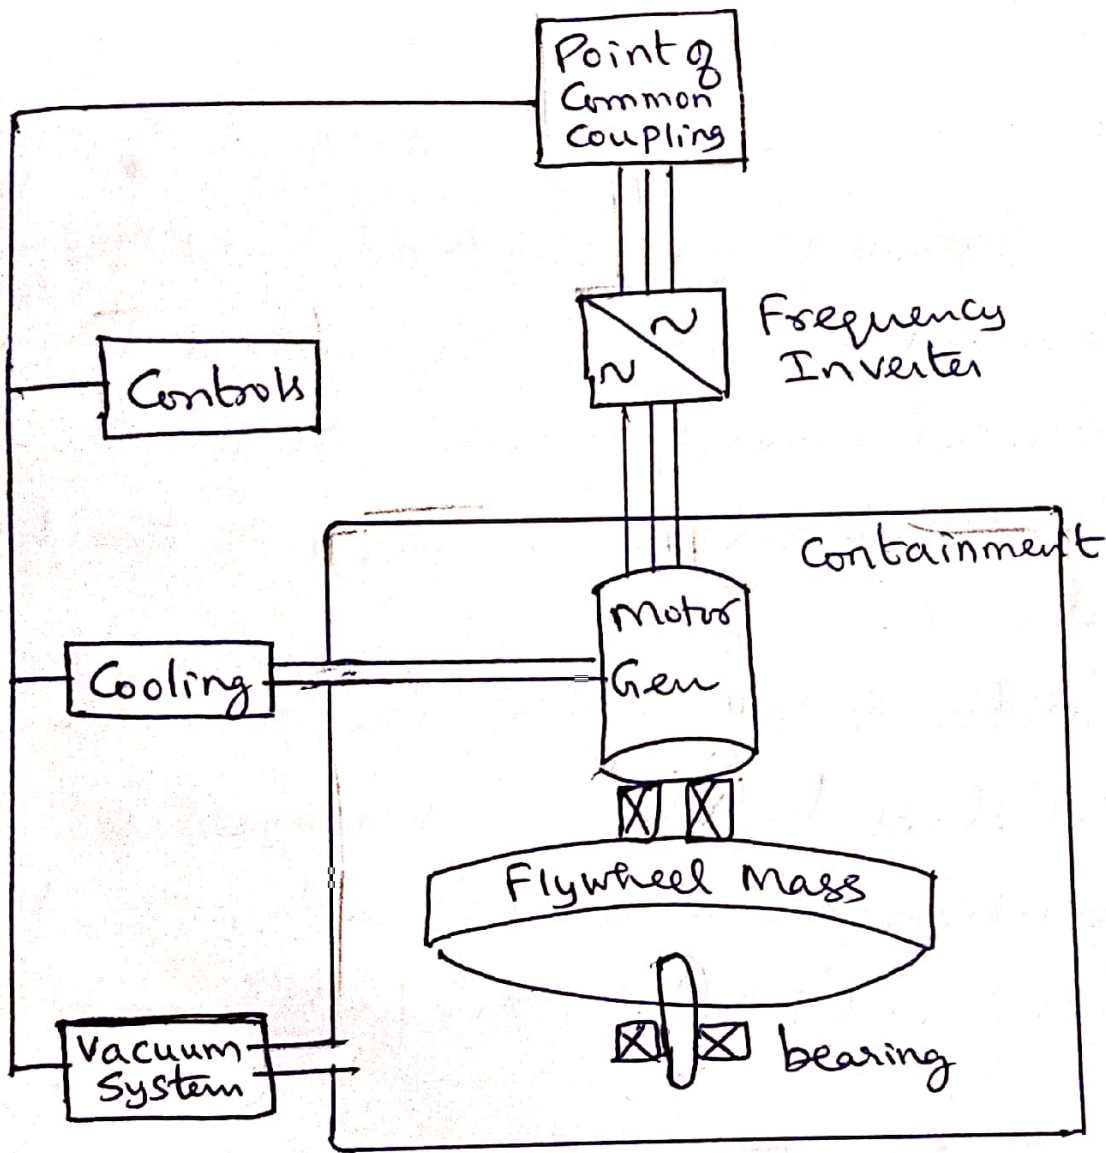 Point of
Common
Coupling
Frequency
Inverter
Controls
Containment
Motor
Gen
Cooling
Flywheel Mass
Vacuum
System
bearing